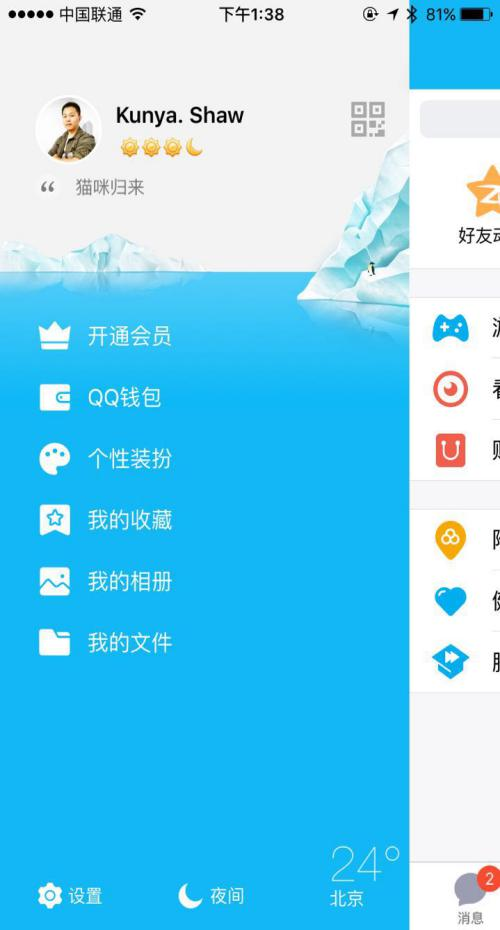 中国联通 下午1:38 81%
Kunya. Shaw
猫咪归来
好友动
开通会员
QQ钱包
个性装扮
我的收藏
我的相册
我的文件
24°
设置 夜间 北京
2
消息